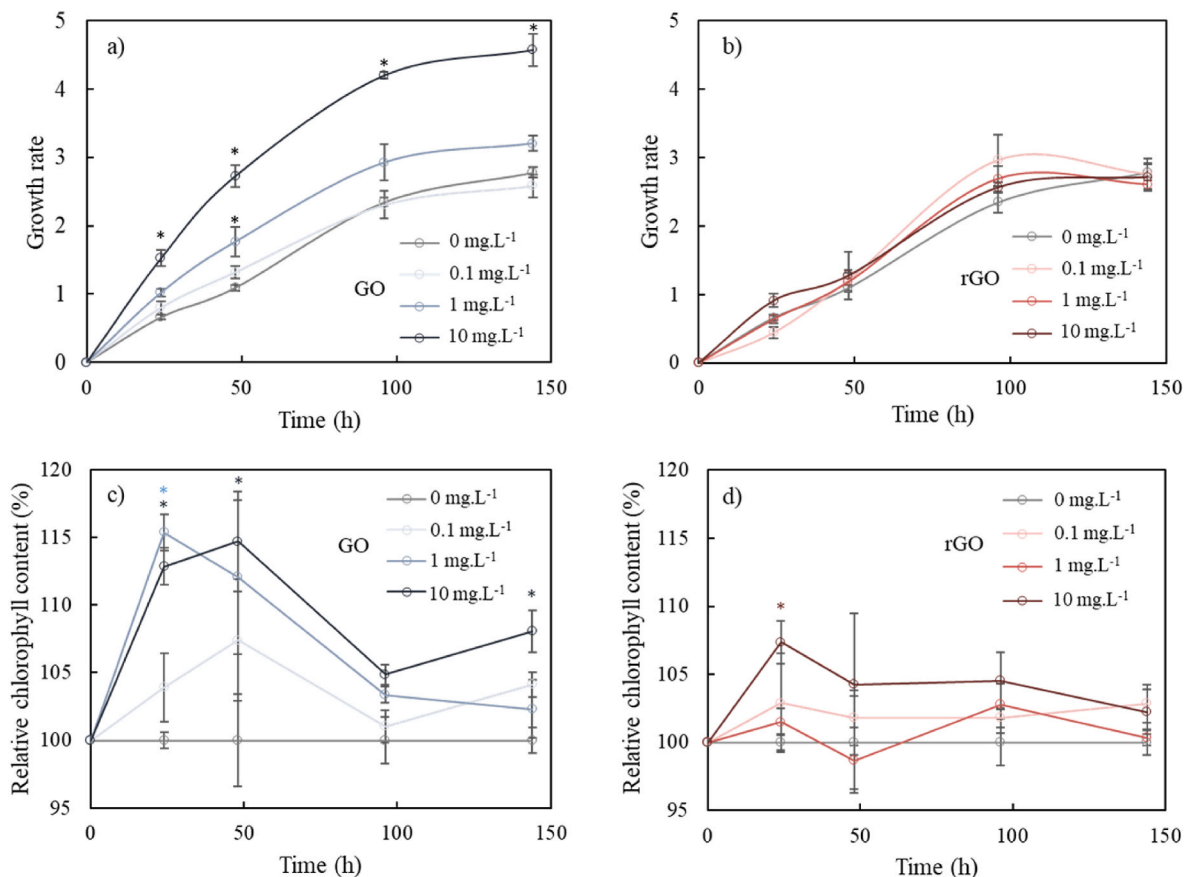 a)
Growth rate
5
4
3
2
1
0
* * * * *
GO
0 mg.L⁻¹
0.1 mg.L⁻¹
1 mg.L⁻¹
10 mg.L⁻¹
0 50 100 150
Time (h)
b)
Growth rate
5
4
3
2
1
0
rGO
0 mg.L⁻¹
0.1 mg.L⁻¹
1 mg.L⁻¹
10 mg.L⁻¹
0 50 100 150
Time (h)
c)
Relative chlorophyll content (%)
120
115
110
105
100
95
* * * *
GO
0 mg.L⁻¹
0.1 mg.L⁻¹
1 mg.L⁻¹
10 mg.L⁻¹
0 50 100 150
Time (h)
d)
Relative chlorophyll content (%)
120
115
110
105
100
95
*
rGO
0 mg.L⁻¹
0.1 mg.L⁻¹
1 mg.L⁻¹
10 mg.L⁻¹
0 50 100 150
Time (h)